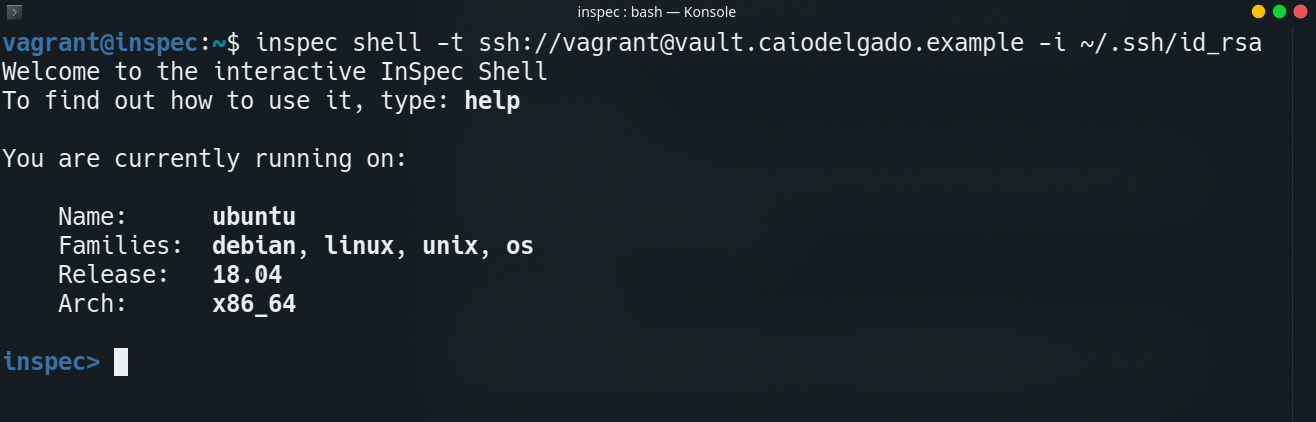 inspec : bash — Konsole
vagrant@inspec:~$ inspec shell -t ssh://vagrant@vault.caiodelgado.example -i ~/.ssh/id_rsa
Welcome to the interactive InSpec Shell
To find out how to use it, type: help
You are currently running on:
Name: ubuntu
Families: debian, linux, unix, os
Release: 18.04
Arch: x86_64
inspec>